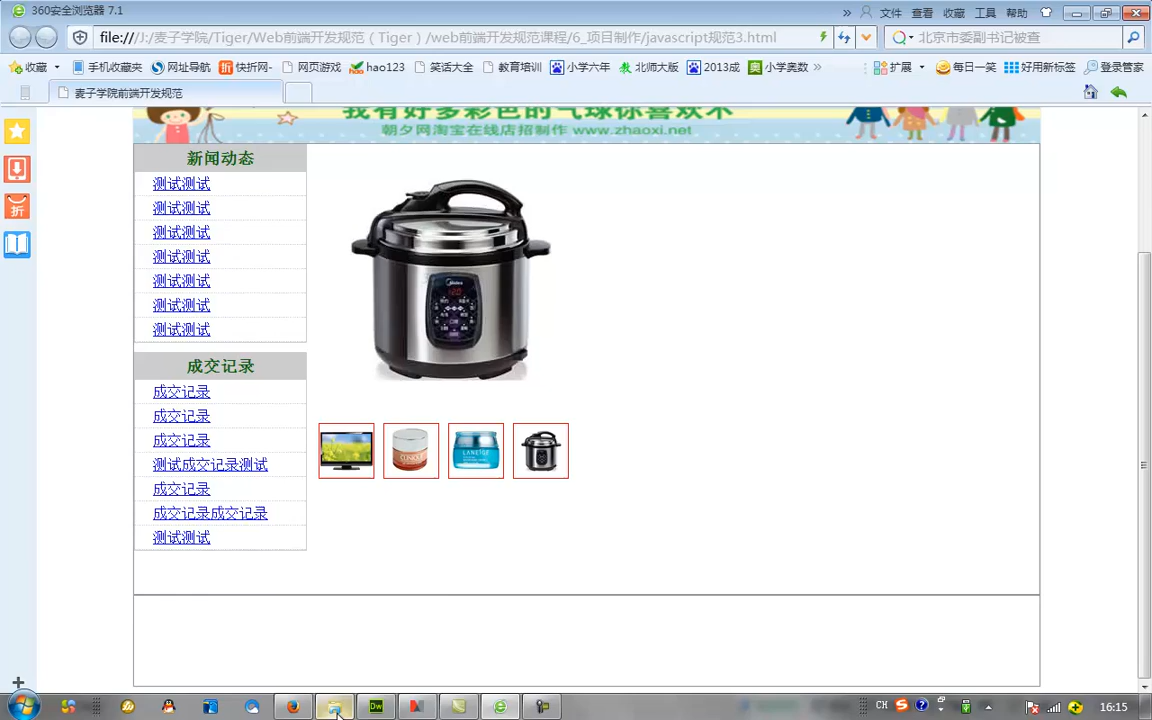 360安全浏览器 7.1
文件 查看 收藏 工具 帮助
file:///J:/麦子学院/Tiger/Web前端开发规范（Tiger）/web前端开发规范课程/6_项目制作/javascript规范3.html
北京市委副书记被查
收藏 手机收藏夹 网址导航 快折网- 网页游戏 hao123 笑话大全 教育培训 小学六年 北师大版 2013成 小学奥数 » 扩展 每日一笑 好用新标签 登录管家
麦子学院前端开发规范
我有好多彩色的气球你喜欢不
朝夕网淘宝在线店招制作 www.zhaoxi.net
折
新闻动态
测试测试
测试测试
测试测试
测试测试
测试测试
测试测试
测试测试
成交记录
成交记录
成交记录
成交记录
测试成交记录测试
成交记录
成交记录成交记录
测试测试
Midea
CLINIQUE
LANEIGE
Dw
CH
16:15